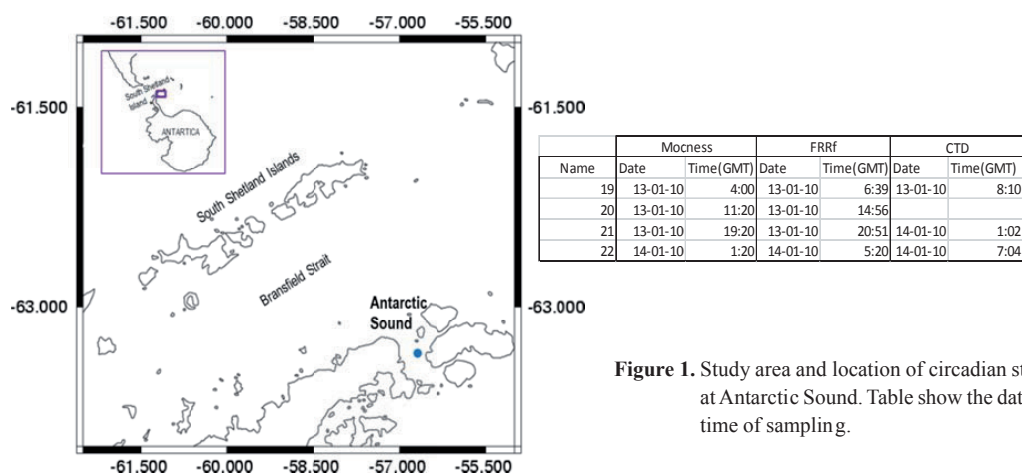 -61.500 -60.000 -58.500 -57.000 -55.500
-61.500
-63.000
South Shetland
Island
ANTARTICA
South Shetland Islands
Bransfield Strait
Antarctic
Sound
-61.500
-63.000
-61.500 -60.000 -58.500 -57.000 -55.500
Mocness FRRf CTD
Name Date Time(GMT) Date Time(GMT) Date Time(GMT)
19 13-01-10 4:00 13-01-10 6:39 13-01-10 8:10
20 13-01-10 11:20 13-01-10 14:56
21 13-01-10 19:20 13-01-10 20:51 14-01-10 1:02
22 14-01-10 1:20 14-01-10 5:20 14-01-10 7:04
Figure 1. Study area and location of circadian st
at Antarctic Sound. Table show the dat
time of sampling.